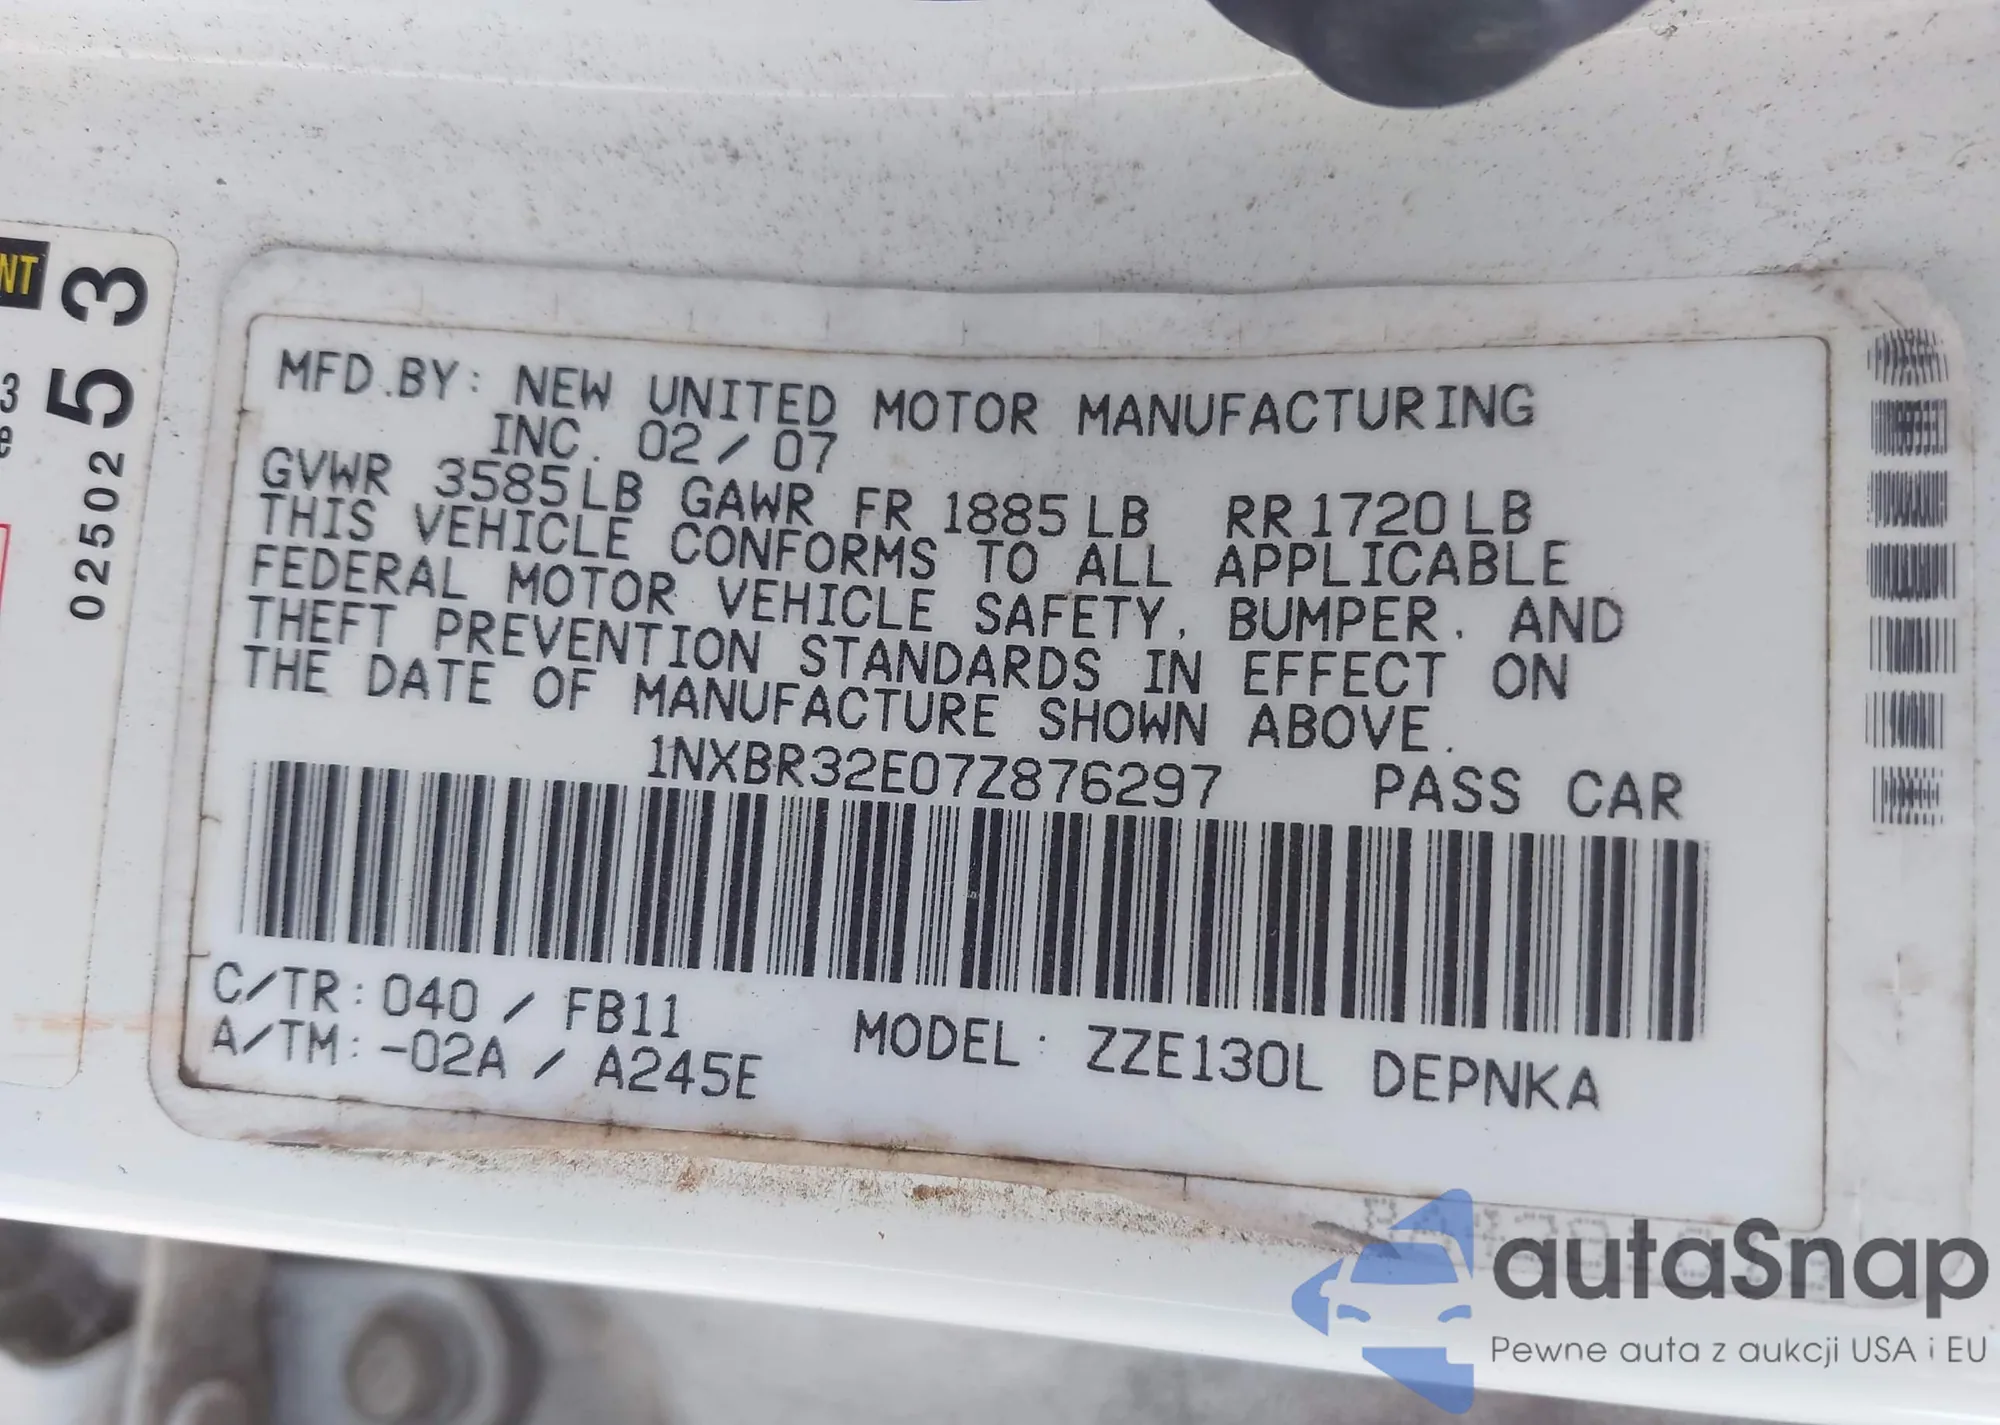 NT
3
e
53
02502
MFD.BY: NEW UNITED MOTOR MANUFACTURING
INC. 02/07
GVWR 3585LB GAWR FR 1885LB RR1720LB
THIS VEHICLE CONFORMS TO ALL APPLICABLE
FEDERAL MOTOR VEHICLE SAFETY, BUMPER, AND
THEFT PREVENTION STANDARDS IN EFFECT ON
THE DATE OF MANUFACTURE SHOWN ABOVE.
1NXBR32E07Z876297 PASS CAR
C/TR: 040 / FB11
A/TM: -02A / A245E
MODEL: ZZE130L DEPNKA
autaSnap
Pewne auta z aukcji USA i EU